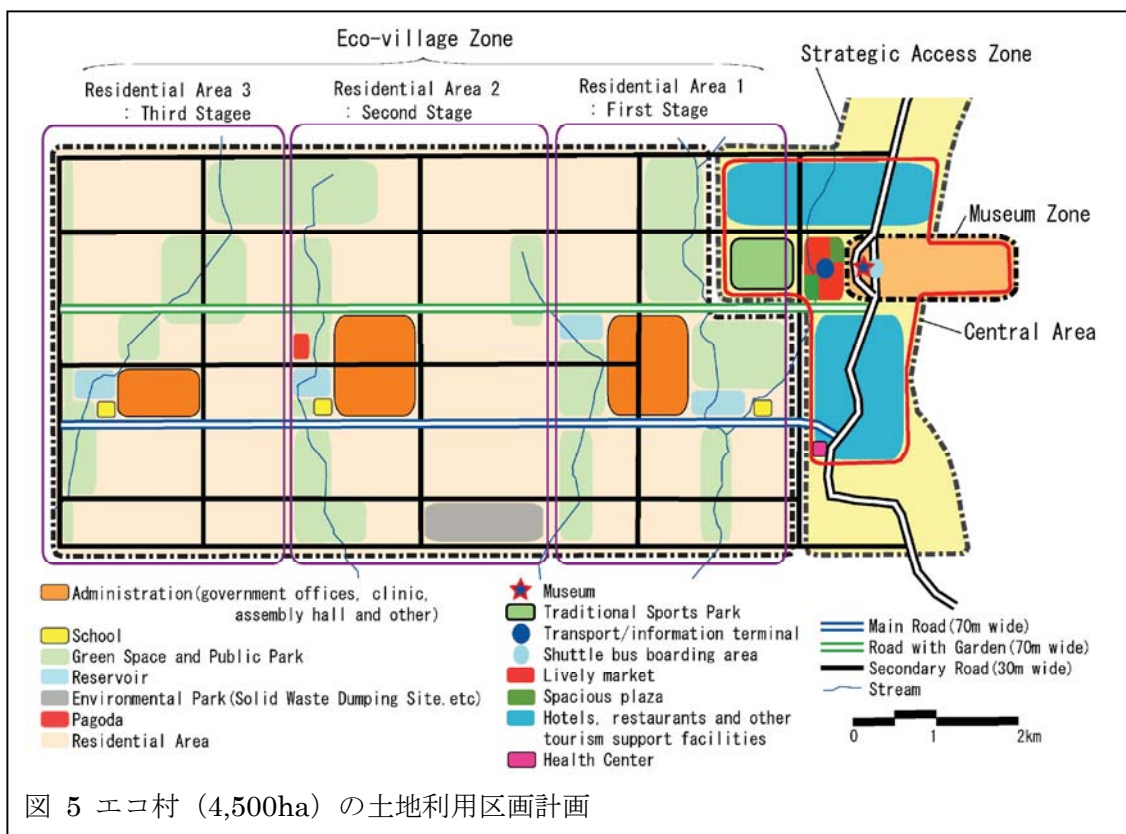 Eco-village Zone
Strategic Access Zone
Residential Area 3
: Third Stagee
Residential Area 2
: Second Stage
Residential Area 1
: First Stage
Museum Zone
Central Area
Administration(government offices, clinic,
assembly hall and other)
School
Green Space and Public Park
Reservoir
Environmental Park(Solid Waste Dumping Site.etc)
Pagoda
Residential Area
Museum
Traditional Sports Park
Transport/information terminal
Shuttle bus boarding area
Lively market
Spacious plaza
Hotels, restaurants and other
tourism support facilities
Health Center
Main Road(70m wide)
Road with Garden(70m wide)
Secondary Road(30m wide)
Stream
0 1 2km
図 5 エコ村（4,500ha）の土地利用区画計画